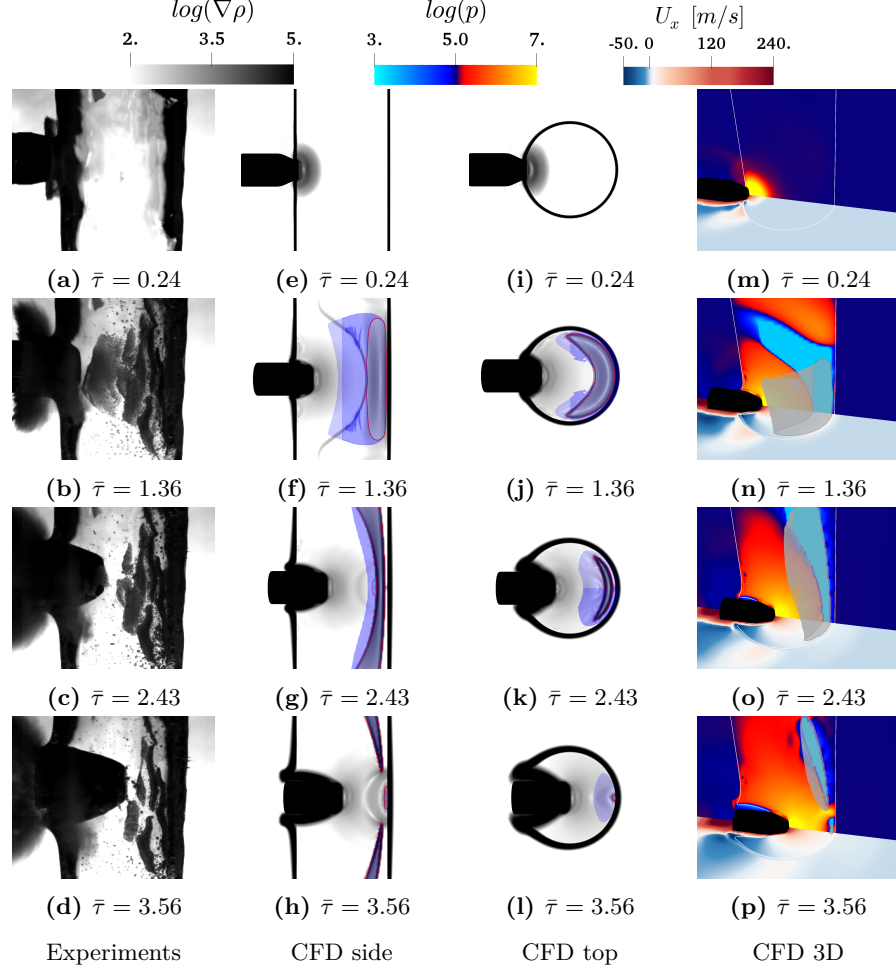 log(∇ρ) log(p) U_x [m/s]
2. 3.5 5. 3. 5.0 7. -50. 0 120 240.
(a) τ̄ = 0.24 (e) τ̄ = 0.24 (i) τ̄ = 0.24 (m) τ̄ = 0.24
(b) τ̄ = 1.36 (f) τ̄ = 1.36 (j) τ̄ = 1.36 (n) τ̄ = 1.36
(c) τ̄ = 2.43 (g) τ̄ = 2.43 (k) τ̄ = 2.43 (o) τ̄ = 2.43
(d) τ̄ = 3.56 (h) τ̄ = 3.56 (l) τ̄ = 3.56 (p) τ̄ = 3.56
Experiments CFD side CFD top CFD 3D